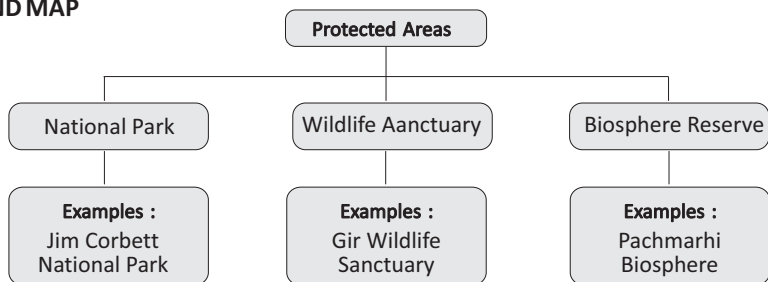 ND MAP
Protected Areas
National Park
Wildlife Aanctuary
Biosphere Reserve
Examples :
Jim Corbett
National Park
Examples :
Gir Wildlife
Sanctuary
Examples :
Pachmarhi
Biosphere